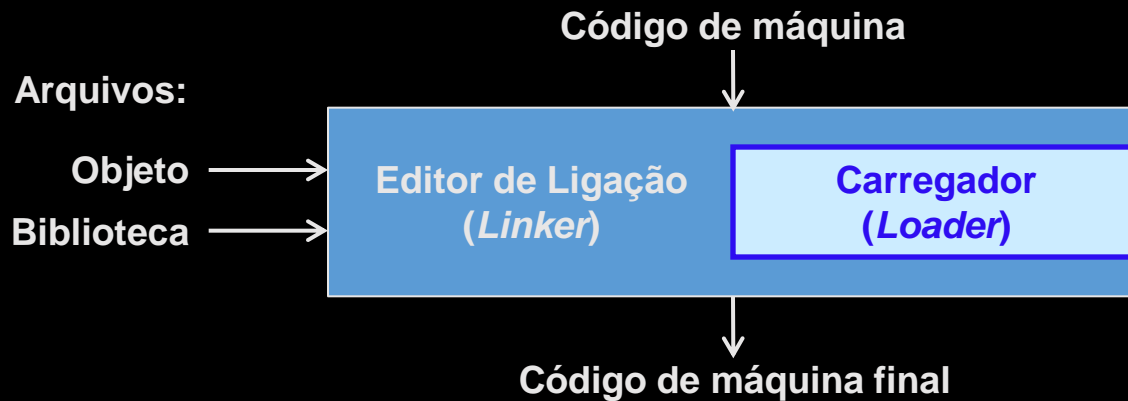 Código de máquina
Arquivos:
Objeto
Biblioteca
Editor de Ligação
(Linker)
Carregador
(Loader)
Código de máquina final